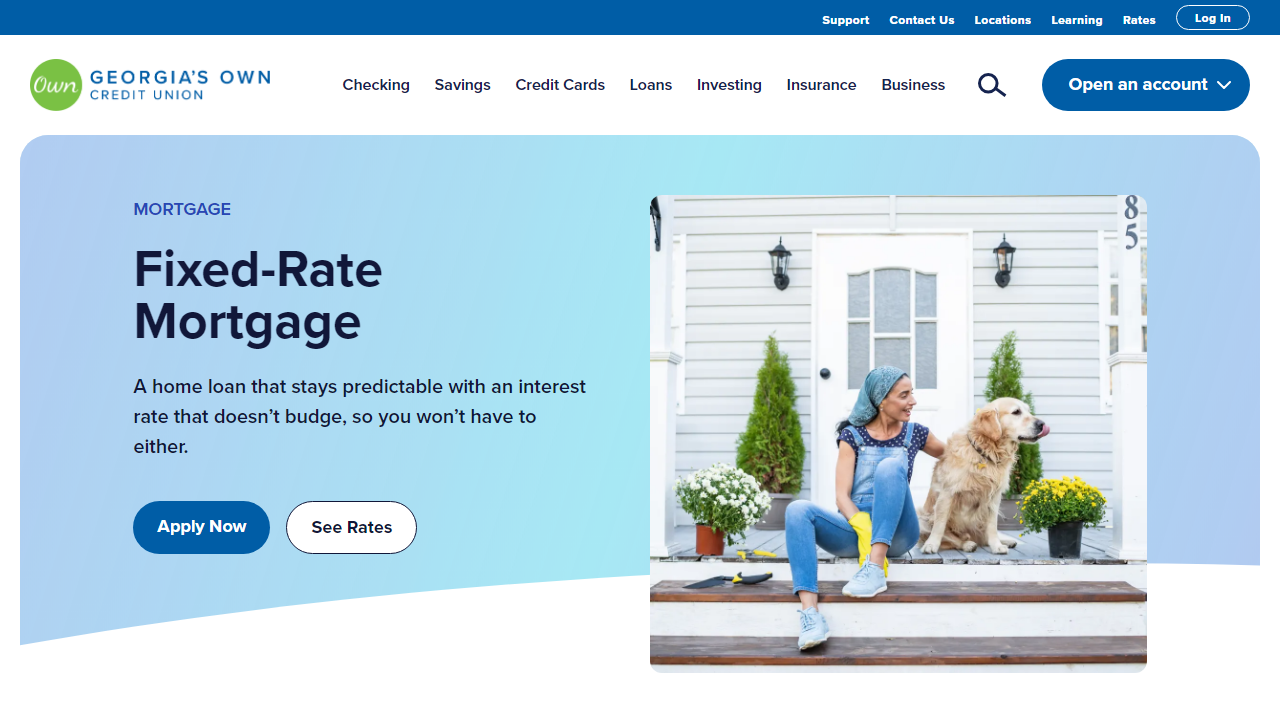 Support Contact Us Locations Learning Rates Log In
Own GEORGIA'S OWN
CREDIT UNION
Checking Savings Credit Cards Loans Investing Insurance Business Open an account
MORTGAGE
Fixed-Rate
Mortgage
A home loan that stays predictable with an interest
rate that doesn’t budge, so you won’t have to
either.
Apply Now See Rates
8
5